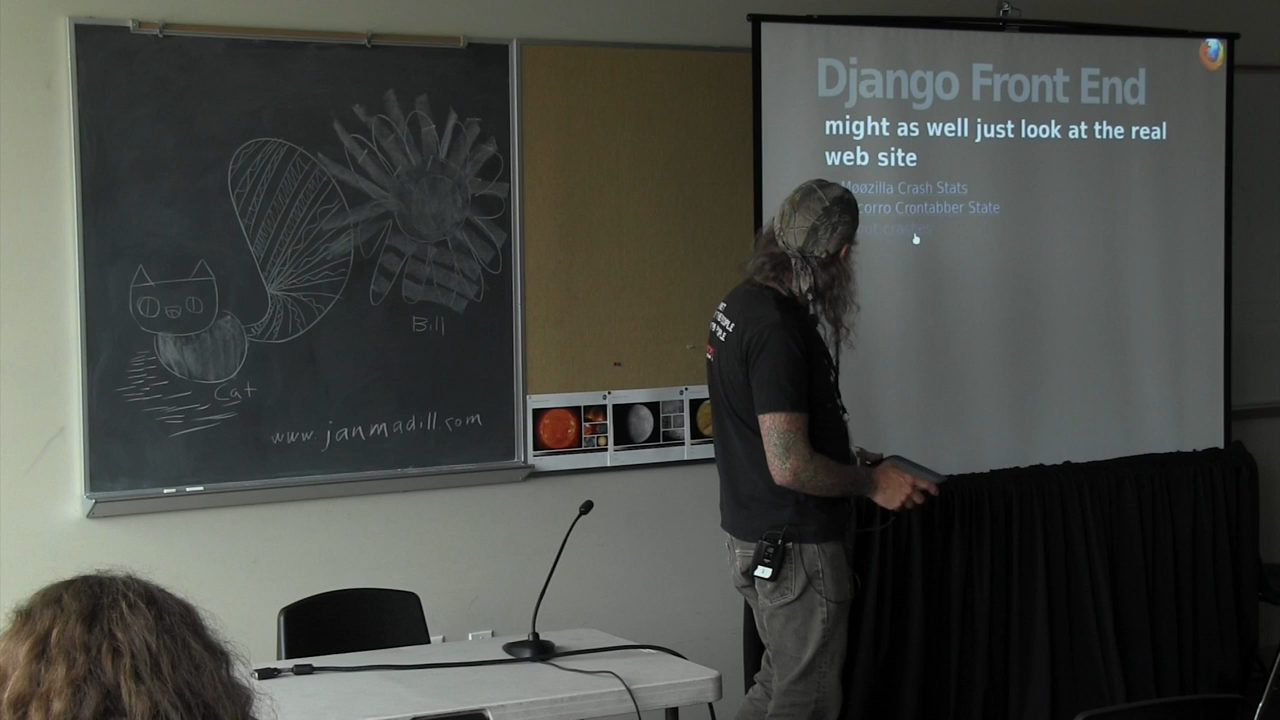 Bill
Cat
www.janmadill.com
Django Front End
might as well just look at the real
web site
Møøzilla Crash Stats
corro Crontabber State